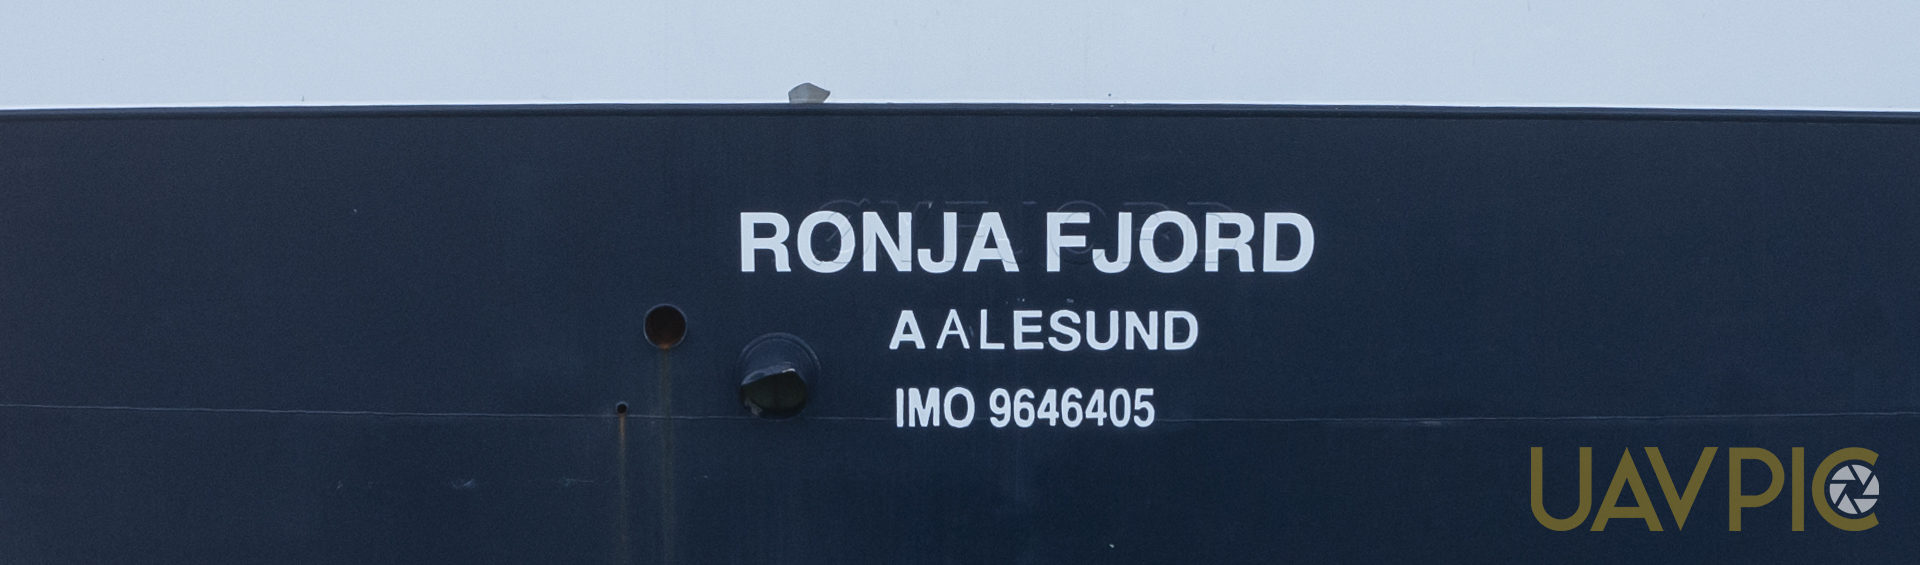 RONJA FJORD
AALESUND
IMO 9646405
UAVPIC